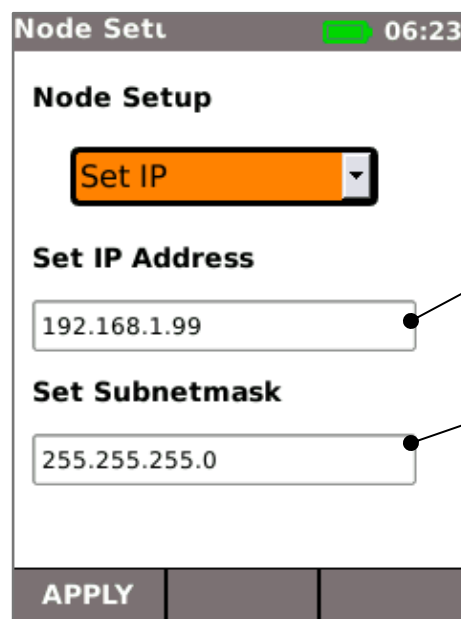 Node Setu 06:23
Node Setup
Set IP
Set IP Address
192.168.1.99
Set Subnetmask
255.255.255.0
APPLY